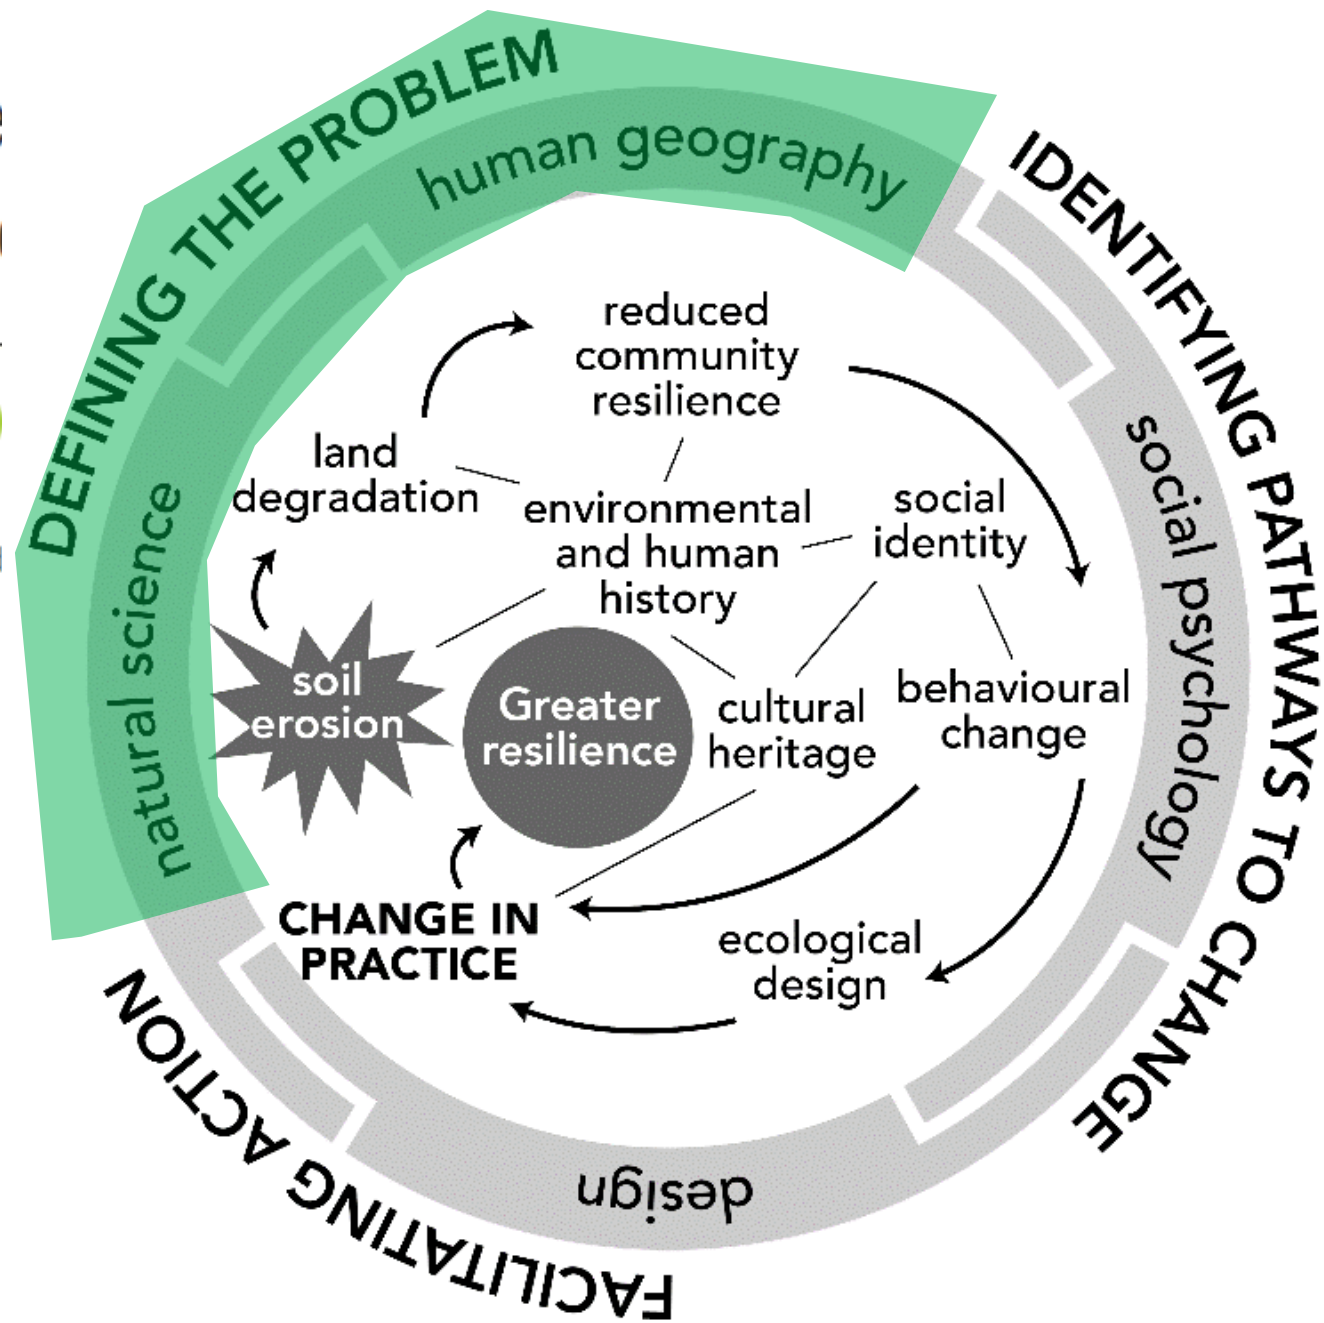 DEFINING THE PROBLEM
human geography
IDENTIFYING PATHWAYS TO CHANGE
social psychology
natural science
reduced
community
resilience
land
degradation
environmental
and human
history
social
identity
soil
erosion
Greater
resilience
cultural
heritage
behavioural
change
CHANGE IN
PRACTICE
ecological
design
design
FACILITATING ACTION